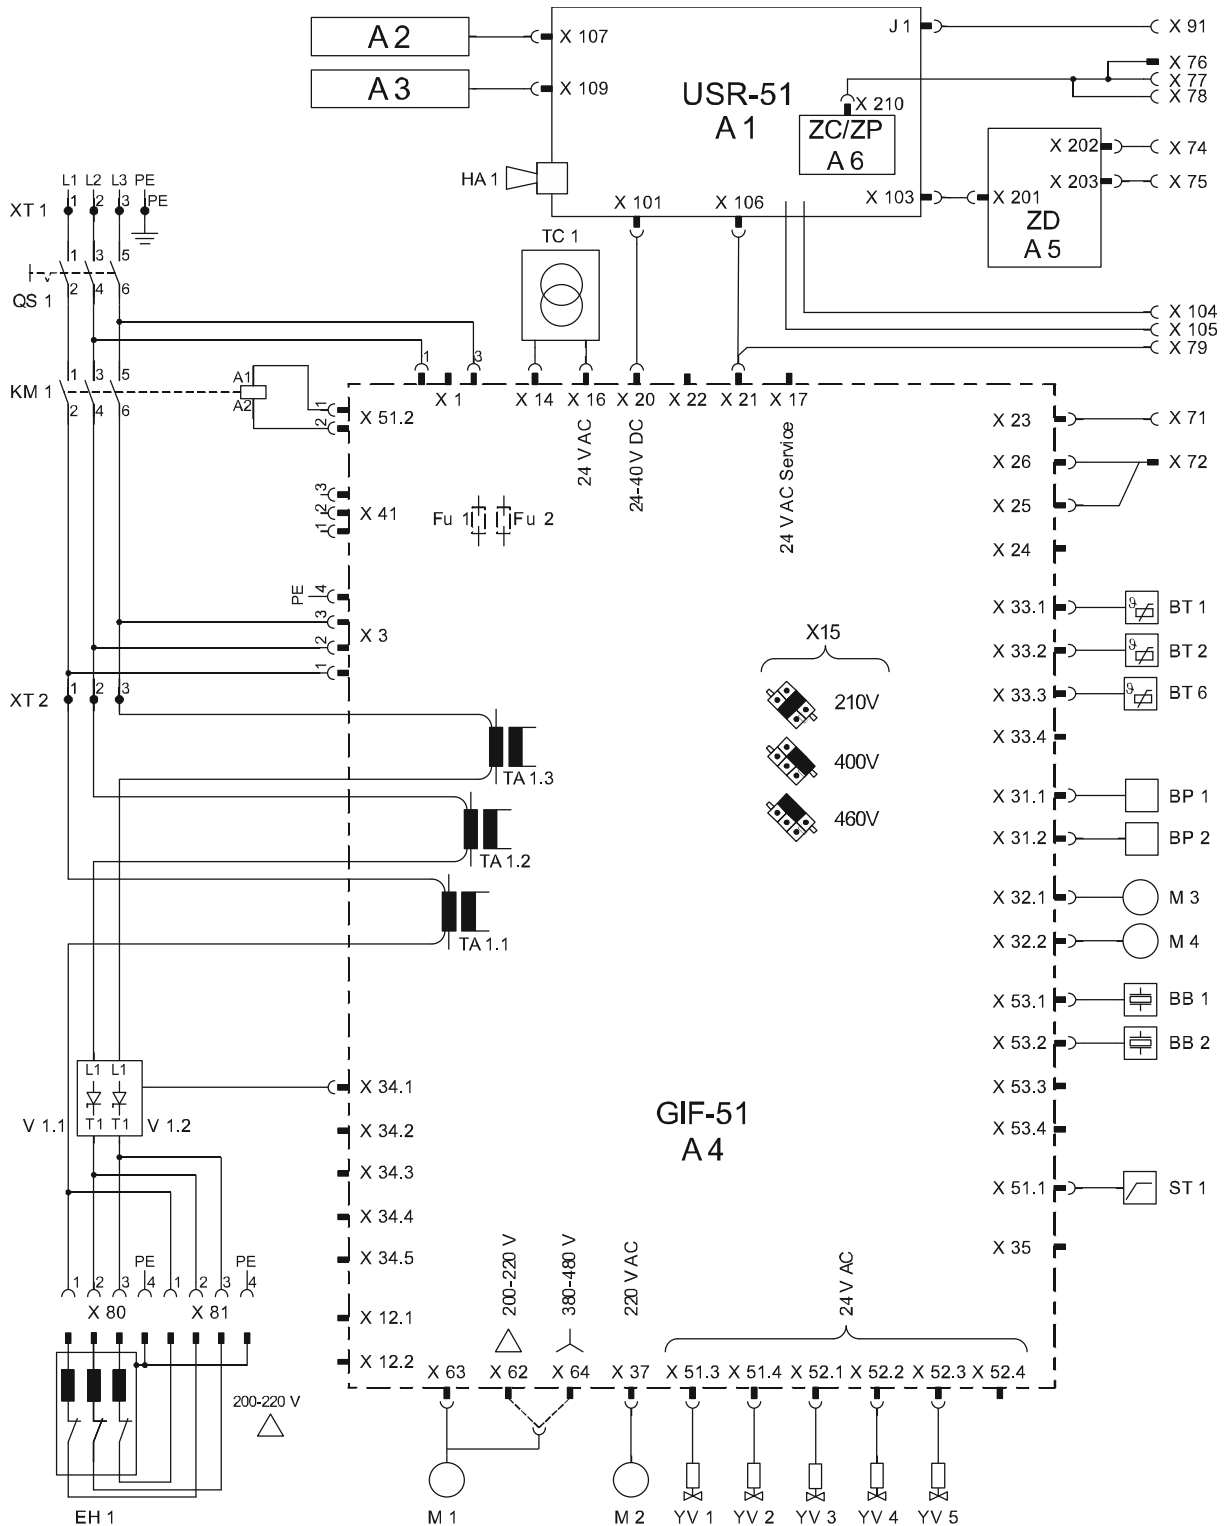 A 2
X 107
J 1
X 91
A 3
X 109
USR-51
A 1
X 210
X 76
X 77
X 78
ZC/ZP
A 6
X 202
X 74
X 203
X 75
HA 1
X 101
X 106
X 103
X 201
ZD
A 5
L1 L2 L3 PE
XT 1
1 2 3 PE
TC 1
1 3 5
QS 1
2 4 6
X 104
X 105
X 79
1 3
1 3 5
KM 1
2 4 6
A1
A2
1
2
X 51.2
X 1
X 14
X 16
X 20
X 22
X 21
X 17
24 V AC
24-40 V DC
24 V AC Service
X 23
X 71
X 26
X 72
X 25
X 24
3
2
1
X 41
Fu 1
Fu 2
PE
4
3
2
1
X 3
X 33.1
BT 1
X 33.2
BT 2
X 33.3
BT 6
X 33.4
ϑ
ϑ
ϑ
X15
210V
400V
460V
XT 2
1 2 3
TA 1.3
TA 1.2
TA 1.1
X 31.1
BP 1
X 31.2
BP 2
X 32.1
M 3
X 32.2
M 4
X 53.1
BB 1
X 53.2
BB 2
X 53.3
X 53.4
X 51.1
ST 1
X 35
L1 L1
T1 T1
V 1.1
V 1.2
X 34.1
X 34.2
X 34.3
X 34.4
X 34.5
X 12.1
X 12.2
GIF-51
A 4
PE
PE
1 2 3 4 1 2 3 4
X 80
X 81
200-220 V
EH 1
200-220 V
380-480 V
220 V AC
24 V AC
X 63
X 62
X 64
X 37
X 51.3
X 51.4
X 52.1
X 52.2
X 52.3
X 52.4
M 1
M 2
YV 1
YV 2
YV 3
YV 4
YV 5